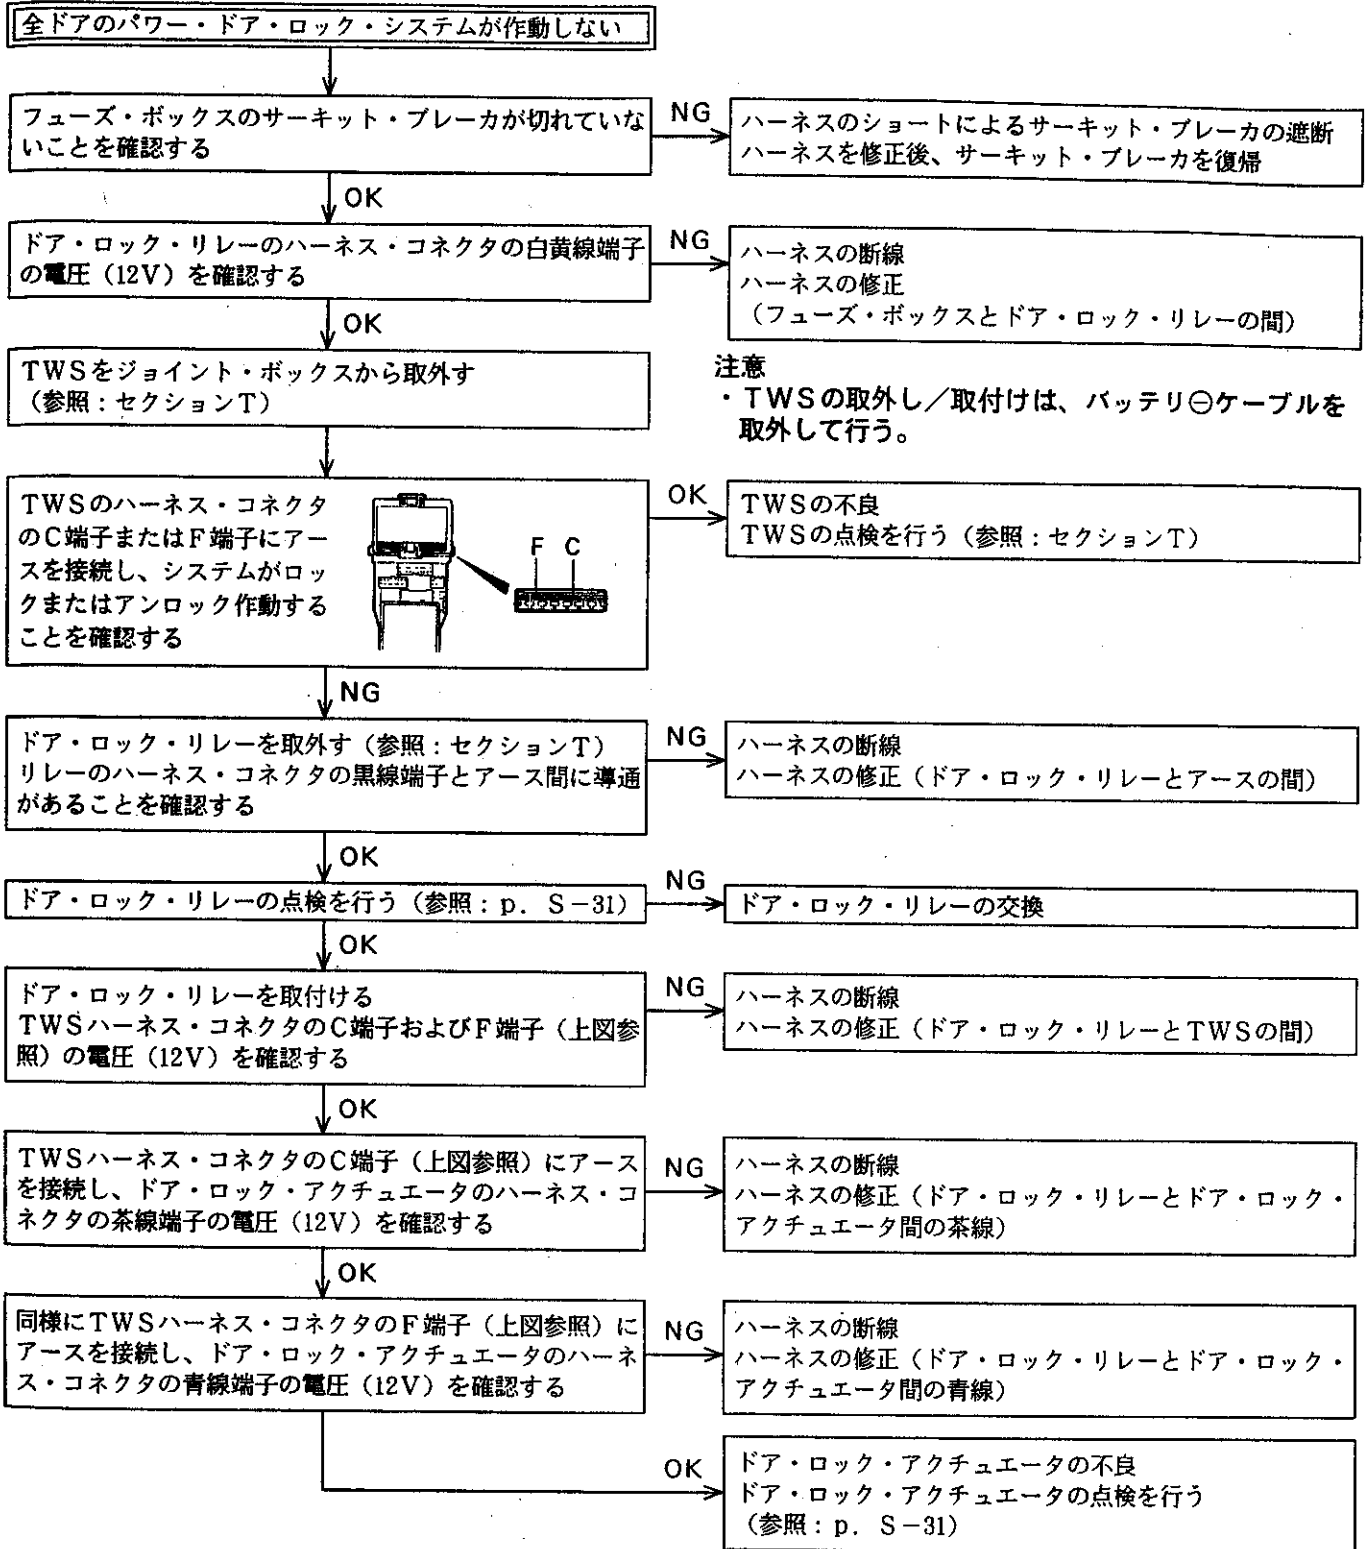 全ドアのパワー・ドア・ロック・システムが作動しない
フューズ・ボックスのサーキット・ブレーカが切れていな
いことを確認する
NG
ハーネスのショートによるサーキット・ブレーカの遮断
ハーネスを修正後、サーキット・ブレーカを復帰
OK
ドア・ロック・リレーのハーネス・コネクタの白黄線端子
の電圧(12V)を確認する
NG
ハーネスの断線
ハーネスの修正
(フューズ・ボックスとドア・ロック・リレーの間)
OK
TWSをジョイント・ボックスから取外す
(参照:セクションT)
注意
・TWSの取外し/取付けは、バッテリ⊖ケーブルを
取外して行う。
TWSのハーネス・コネクタ
のC端子またはF端子にアー
スを接続し、システムがロッ
クまたはアンロック作動する
ことを確認する
F C
OK
TWSの不良
TWSの点検を行う(参照:セクションT)
NG
ドア・ロック・リレーを取外す(参照:セクションT)
リレーのハーネス・コネクタの黒線端子とアース間に導通
があることを確認する
NG
ハーネスの断線
ハーネスの修正(ドア・ロック・リレーとアースの間)
OK
ドア・ロック・リレーの点検を行う(参照:p. S-31)
NG
ドア・ロック・リレーの交換
OK
ドア・ロック・リレーを取付ける
TWSハーネス・コネクタのC端子およびF端子(上図参
照)の電圧(12V)を確認する
NG
ハーネスの断線
ハーネスの修正(ドア・ロック・リレーとTWSの間)
OK
TWSハーネス・コネクタのC端子(上図参照)にアース
を接続し、ドア・ロック・アクチュエータのハーネス・コ
ネクタの茶線端子の電圧(12V)を確認する
NG
ハーネスの断線
ハーネスの修正(ドア・ロック・リレーとドア・ロック・
アクチュエータ間の茶線)
OK
同様にTWSハーネス・コネクタのF端子(上図参照)に
アースを接続し、ドア・ロック・アクチュエータのハーネ
ス・コネクタの青線端子の電圧(12V)を確認する
NG
ハーネスの断線
ハーネスの修正(ドア・ロック・リレーとドア・ロック・
アクチュエータ間の青線)
OK
ドア・ロック・アクチュエータの不良
ドア・ロック・アクチュエータの点検を行う
(参照:p. S-31)